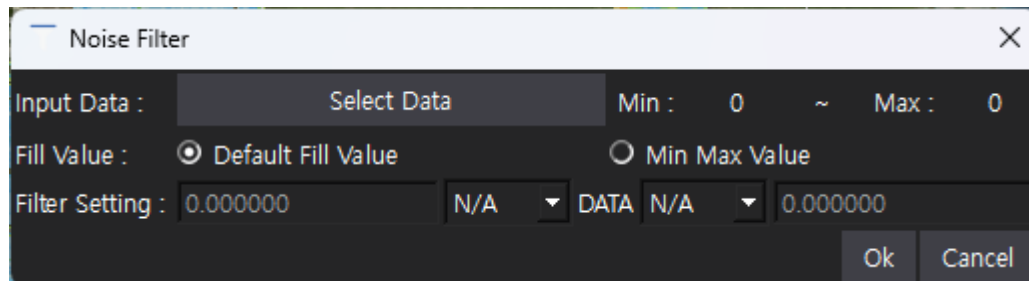 Noise Filter
Input Data : Select Data Min : 0 ~ Max : 0
Fill Value : Default Fill Value Min Max Value
Filter Setting : 0.000000 N/A DATA N/A 0.000000
Ok Cancel